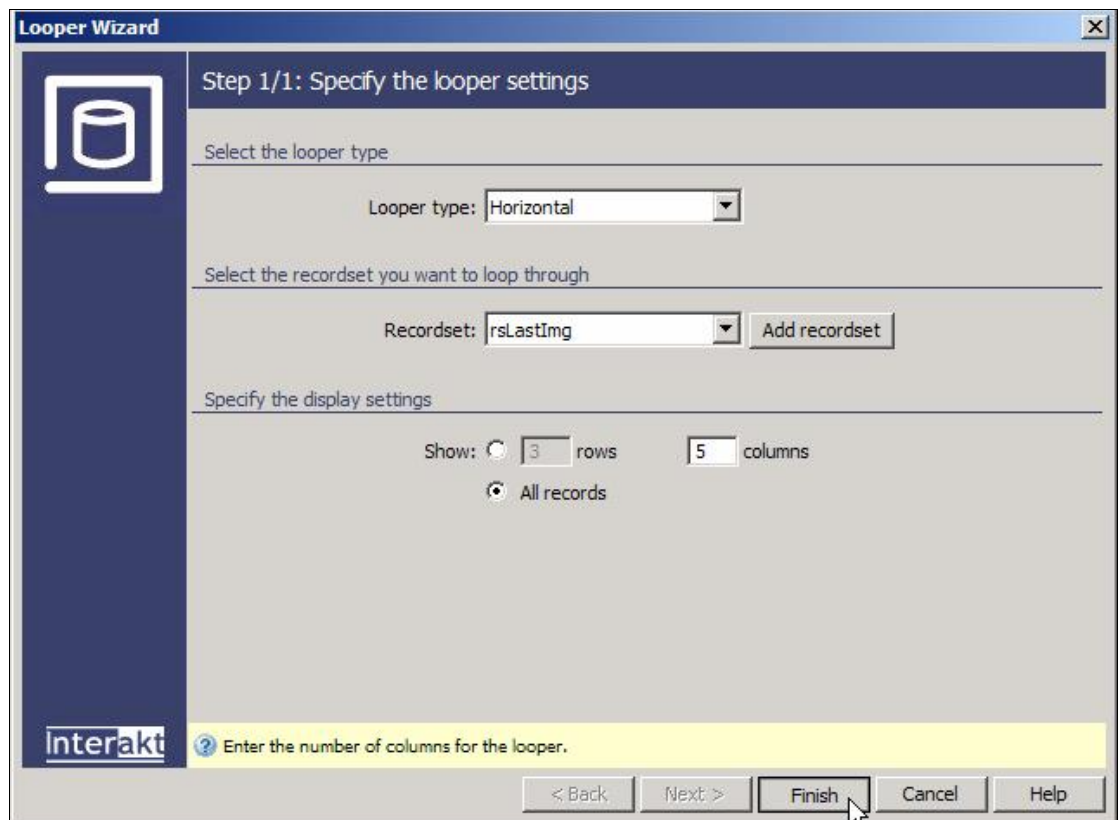 Looper Wizard
Step 1/1: Specify the looper settings
Select the looper type
Looper type: Horizontal
Select the recordset you want to loop through
Recordset: rsLastImg Add recordset
Specify the display settings
Show: 3 rows 5 columns
All records
Interakt
Enter the number of columns for the looper.
< Back Next > Finish Cancel Help